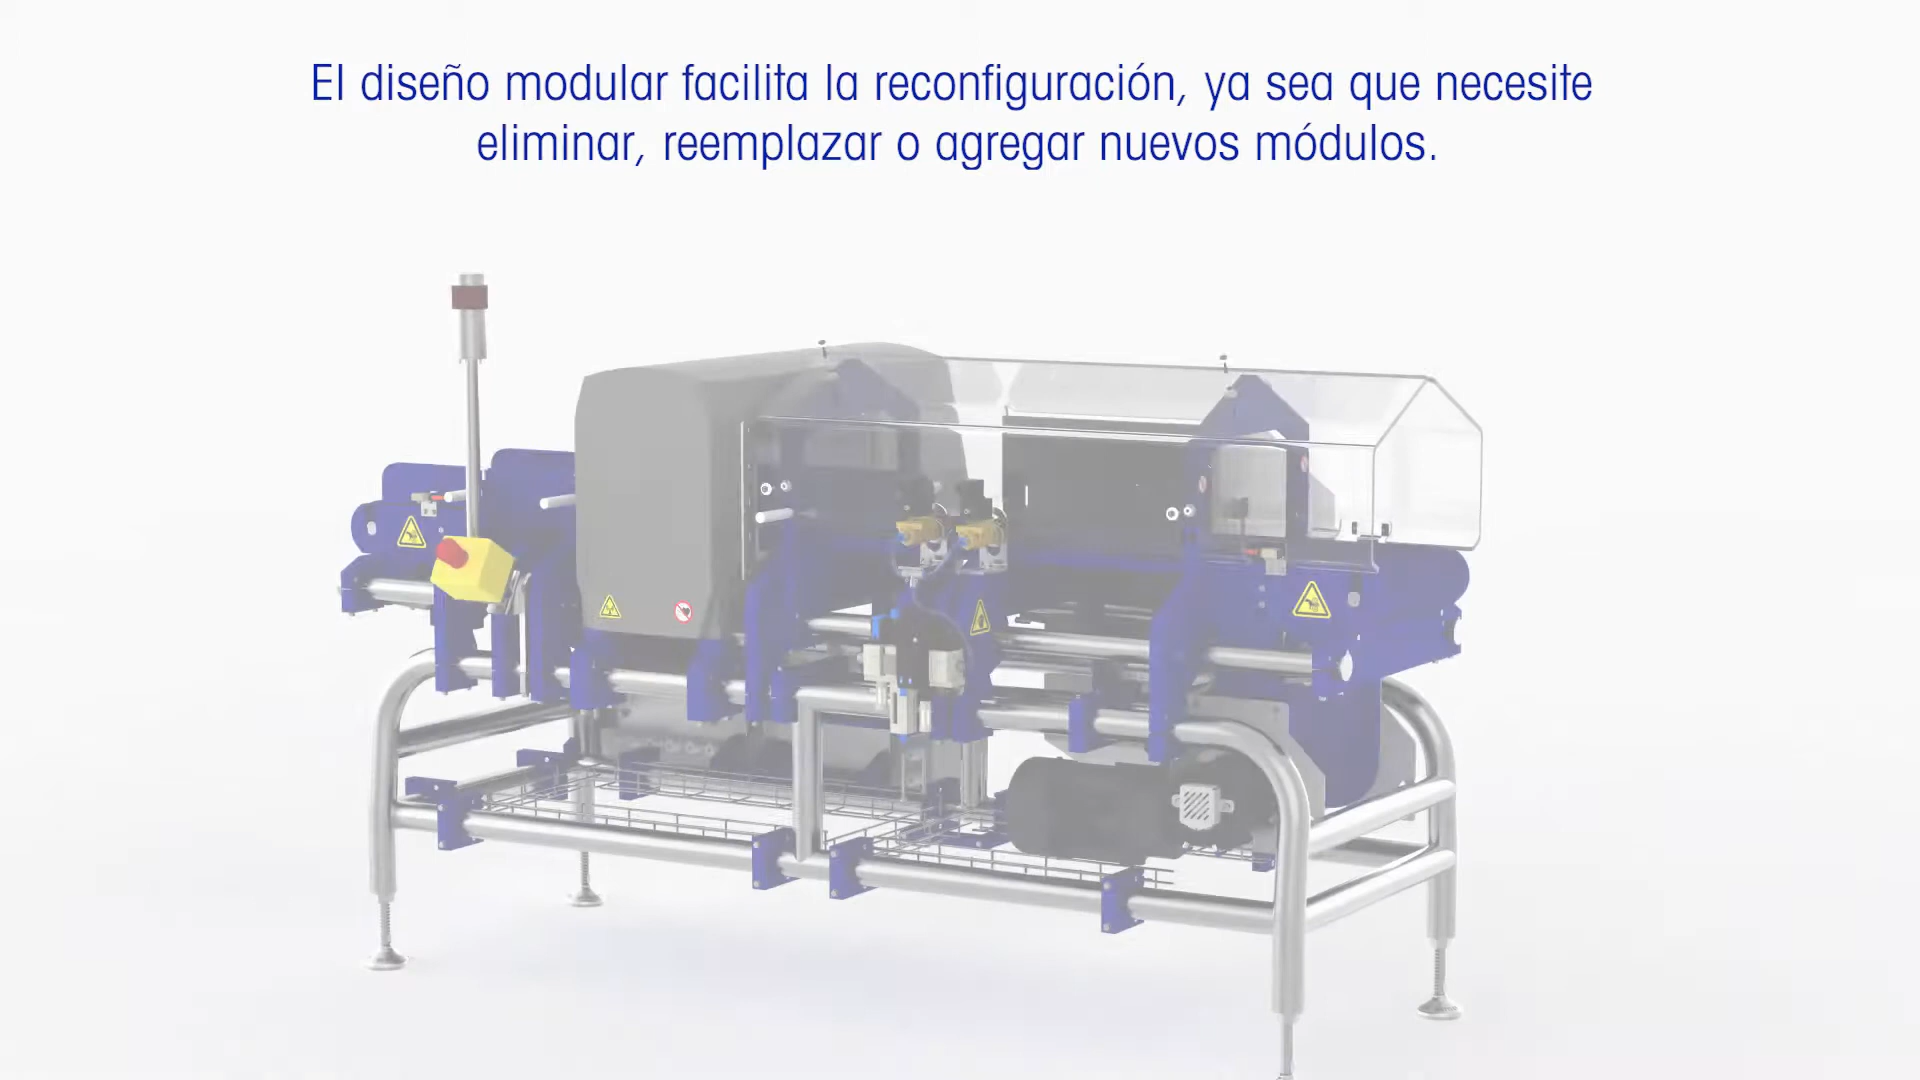 El diseño modular facilita la reconfiguración, ya sea que necesite
eliminar, reemplazar o agregar nuevos módulos.